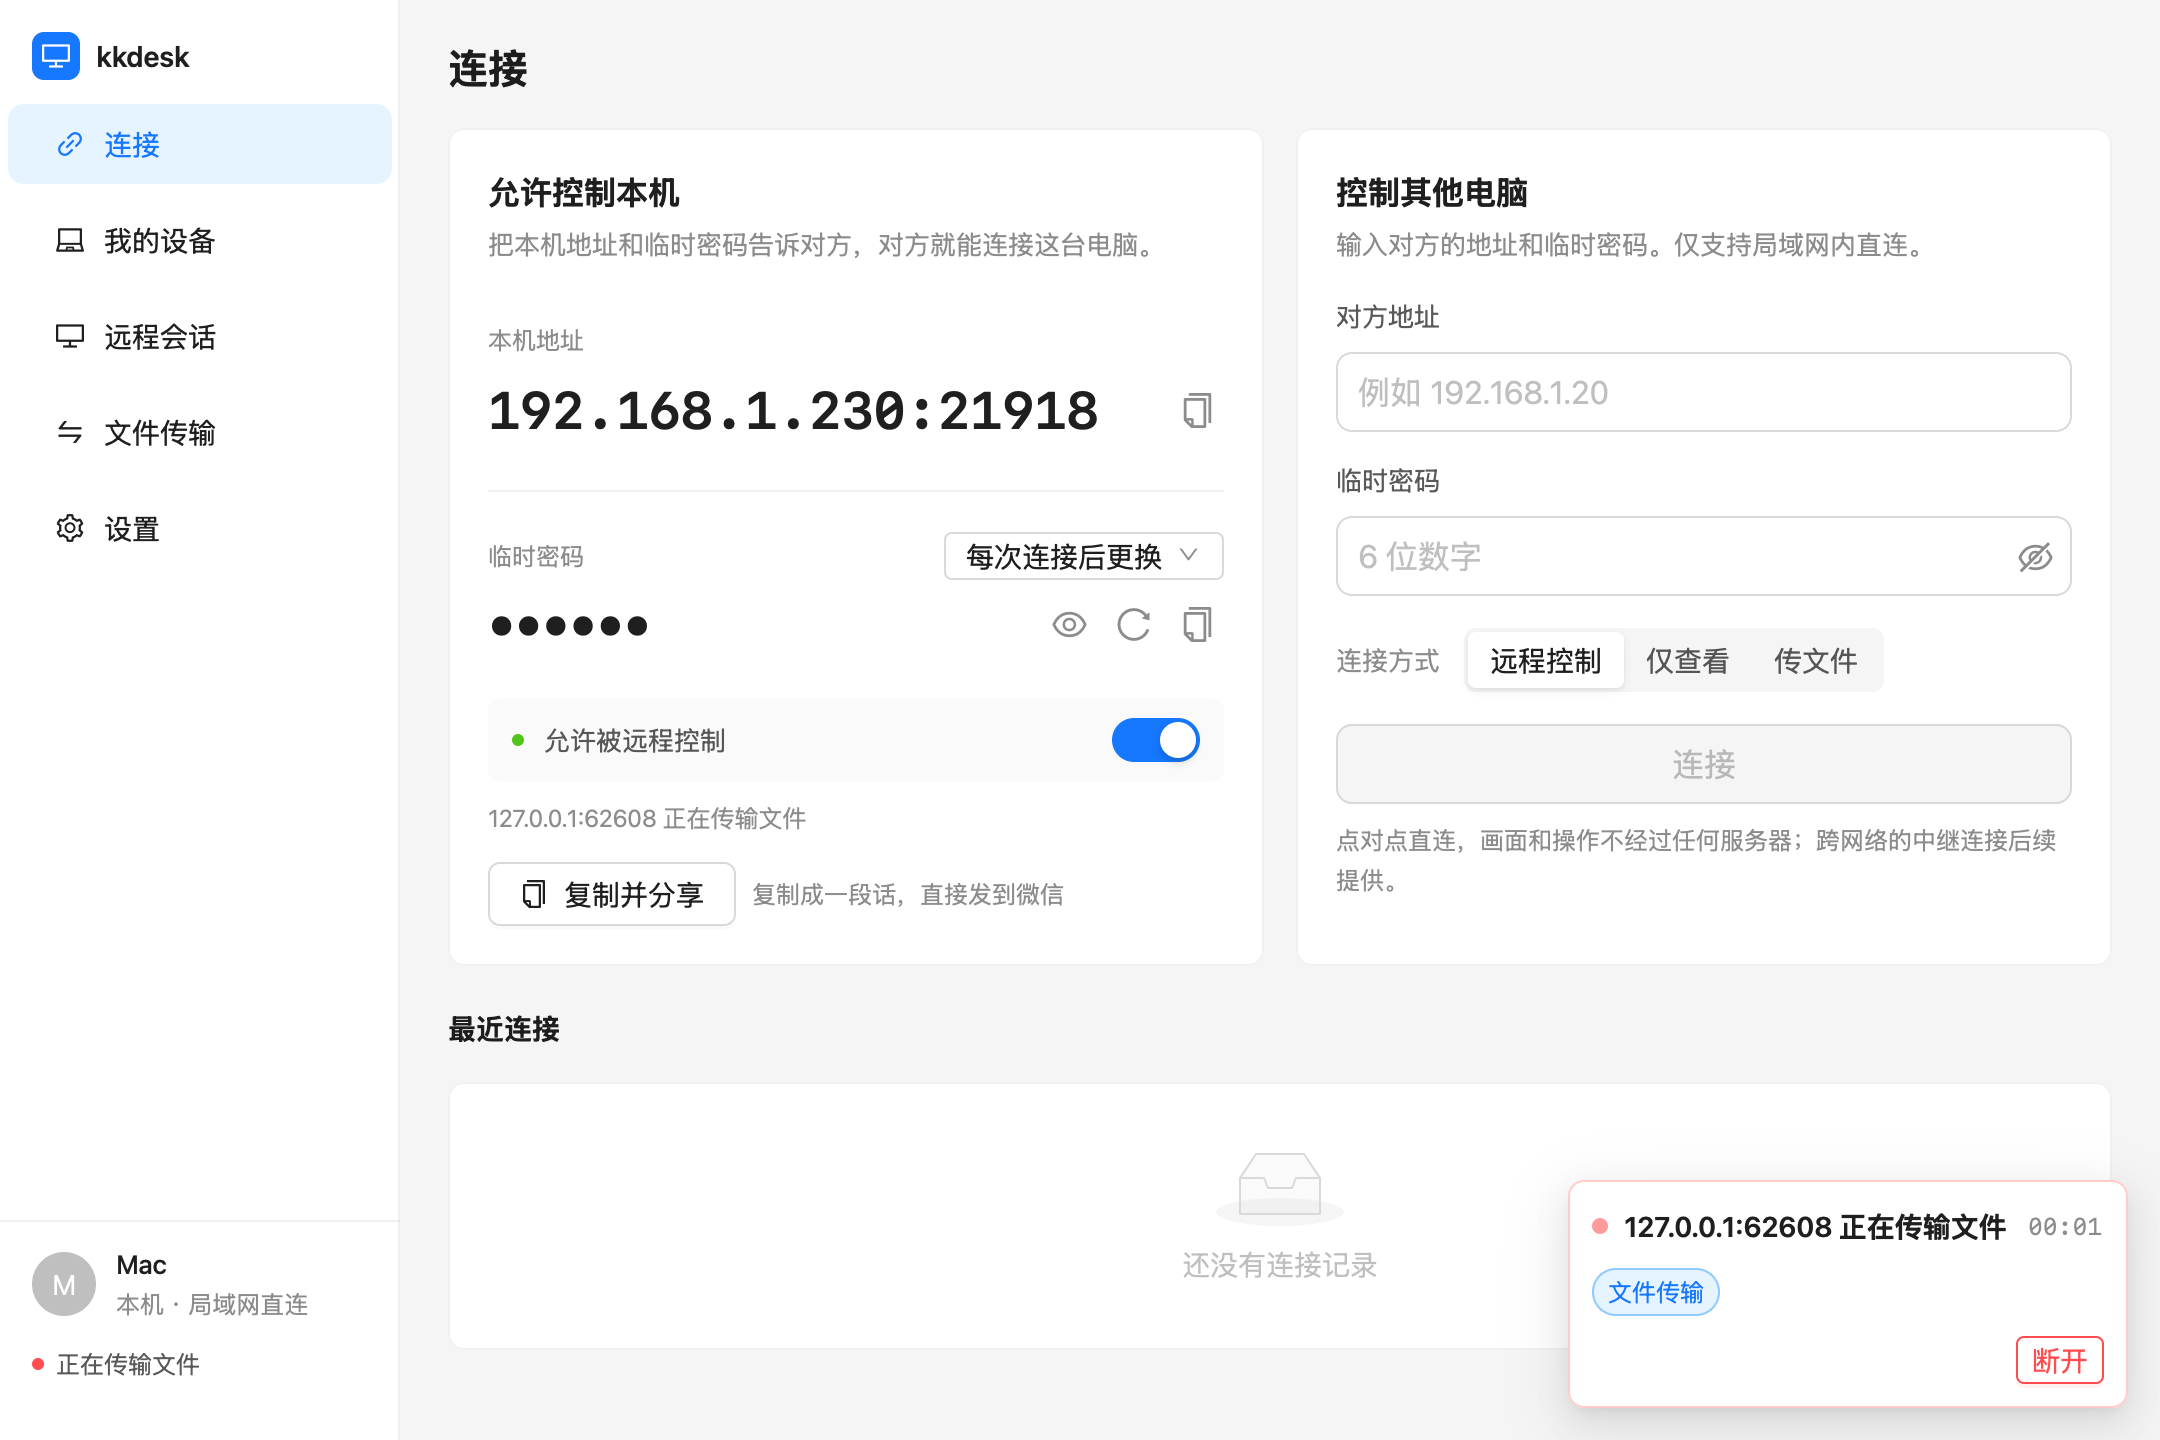 kkdesk
连接
我的设备
远程会话
文件传输
设置
M
Mac
本机 · 局域网直连
正在传输文件
连接
允许控制本机
把本机地址和临时密码告诉对方，对方就能连接这台电脑。
本机地址
192.168.1.230:21918
临时密码
每次连接后更换
●●●●●●
允许被远程控制
127.0.0.1:62608 正在传输文件
复制并分享
复制成一段话，直接发到微信
控制其他电脑
输入对方的地址和临时密码。仅支持局域网内直连。
对方地址
例如 192.168.1.20
临时密码
6 位数字
连接方式
远程控制
仅查看
传文件
连接
点对点直连，画面和操作不经过任何服务器；跨网络的中继连接后续
提供。
最近连接
还没有连接记录
127.0.0.1:62608 正在传输文件
00:01
文件传输
断开